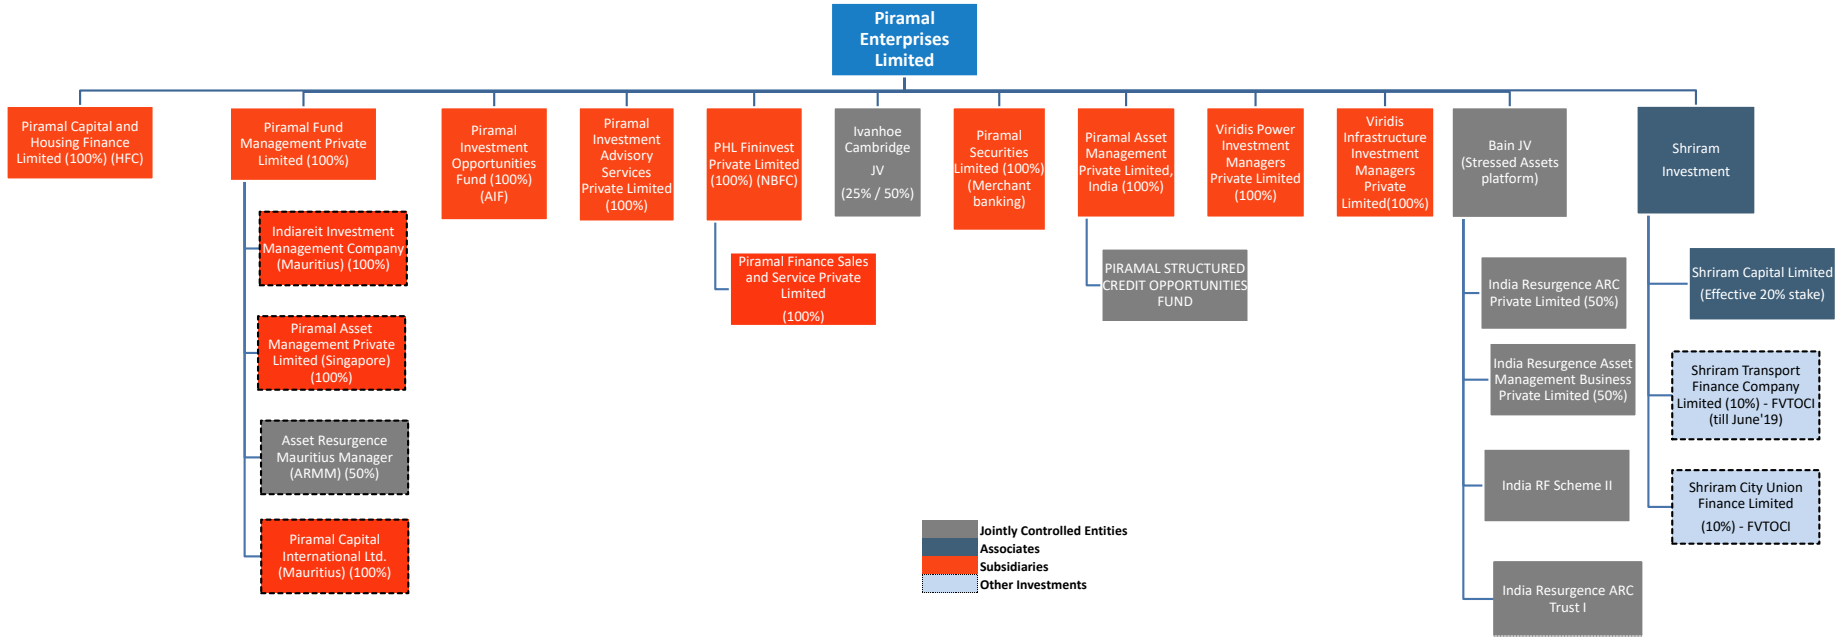 Piramal
Enterprises
Limited
Piramal Capital and
Housing Finance
Limited (100%) (HFC)
Piramal Fund
Management Private
Limited (100%)
Piramal
Investment
Opportunities
Fund (100%)
(AIF)
Piramal
Investment
Advisory
Services
Private Limited
(100%)
PHL Fininvest
Private Limited
(100%) (NBFC)
Ivanhoe
Cambridge
JV
(25% / 50%)
Piramal
Securities
Limited (100%)
(Merchant
banking)
Piramal Asset
Management
Private Limited,
India (100%)
Viridis Power
Investment
Managers
Private Limited
(100%)
Viridis
Infrastructure
Investment
Managers
Private
Limited(100%)
Bain JV
(Stressed Assets
platform)
Shriram
Investment
Indiareit Investment
Management Company
(Mauritius) (100%)
Piramal Asset
Management Private
Limited (Singapore)
(100%)
Asset Resurgence
Mauritius Manager
(ARMM) (50%)
Piramal Capital
International Ltd.
(Mauritius) (100%)
Piramal Finance Sales
and Service Private
Limited
(100%)
PIRAMAL STRUCTURED
CREDIT OPPORTUNITIES
FUND
India Resurgence ARC
Private Limited (50%)
India Resurgence Asset
Management Business
Private Limited (50%)
India RF Scheme II
India Resurgence ARC
Trust I
Shriram Capital Limited
(Effective 20% stake)
Shriram Transport
Finance Company
Limited (10%) - FVTOCI
(till June'19)
Shriram City Union
Finance Limited
(10%) - FVTOCI
Jointly Controlled Entities
Associates
Subsidiaries
Other Investments